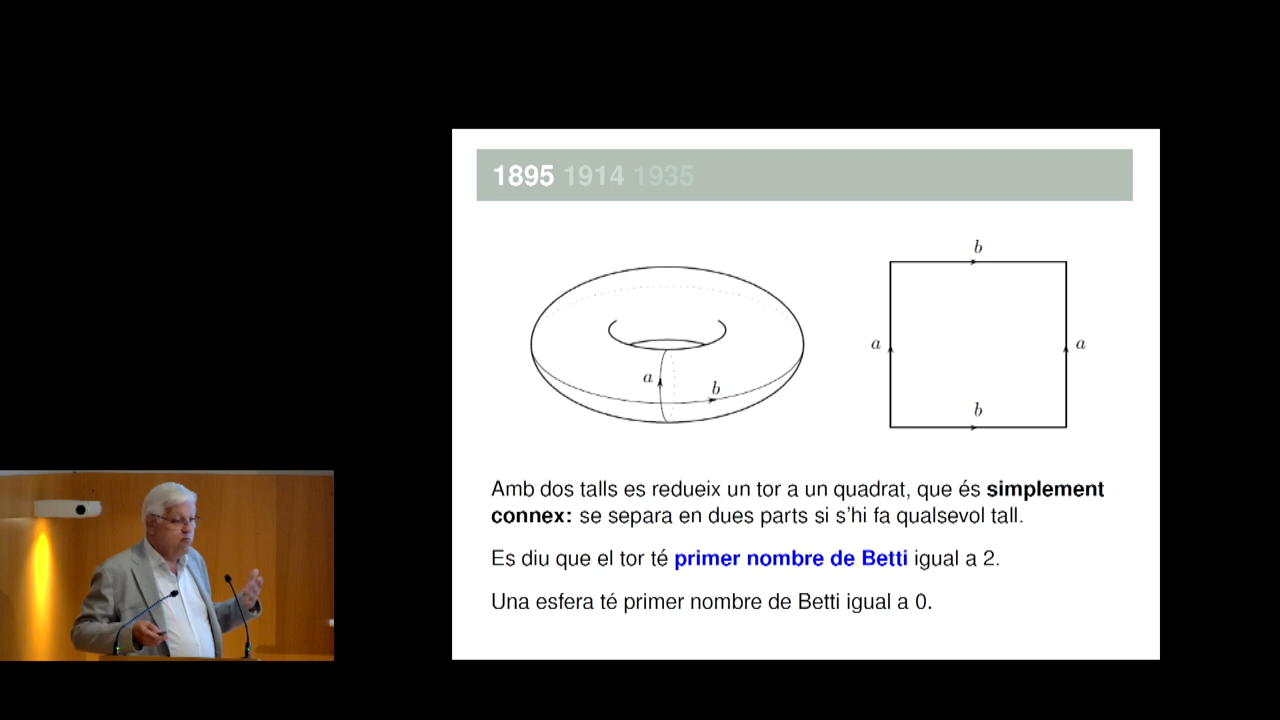 1895 1914 1935
b
a
a
a
b
b
Amb dos talls es redueix un tor a un quadrat, que és simplement
connex: se separa en dues parts si s'hi fa qualsevol tall.
Es diu que el tor té primer nombre de Betti igual a 2.
Una esfera té primer nombre de Betti igual a 0.